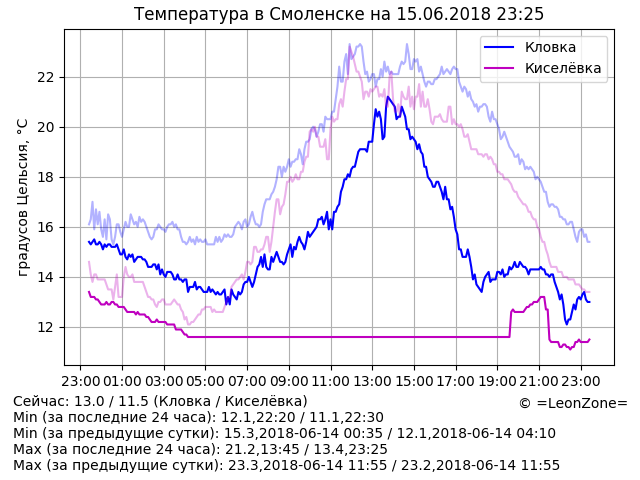 Температура в Смоленске на 15.06.2018 23:25
Кловка
Киселёвка
градусов Цельсия, °C
22
20
18
16
14
12
23:00 01:00 03:00 05:00 07:00 09:00 11:00 13:00 15:00 17:00 19:00 21:00 23:00
Сейчас: 13.0 / 11.5 (Кловка / Киселёвка)
© =LeonZone=
Min (за последние 24 часа): 12.1,22:20 / 11.1,22:30
Min (за предыдущие сутки): 15.3,2018-06-14 00:35 / 12.1,2018-06-14 04:10
Max (за последние 24 часа): 21.2,13:45 / 13.4,23:25
Max (за предыдущие сутки): 23.3,2018-06-14 11:55 / 23.2,2018-06-14 11:55